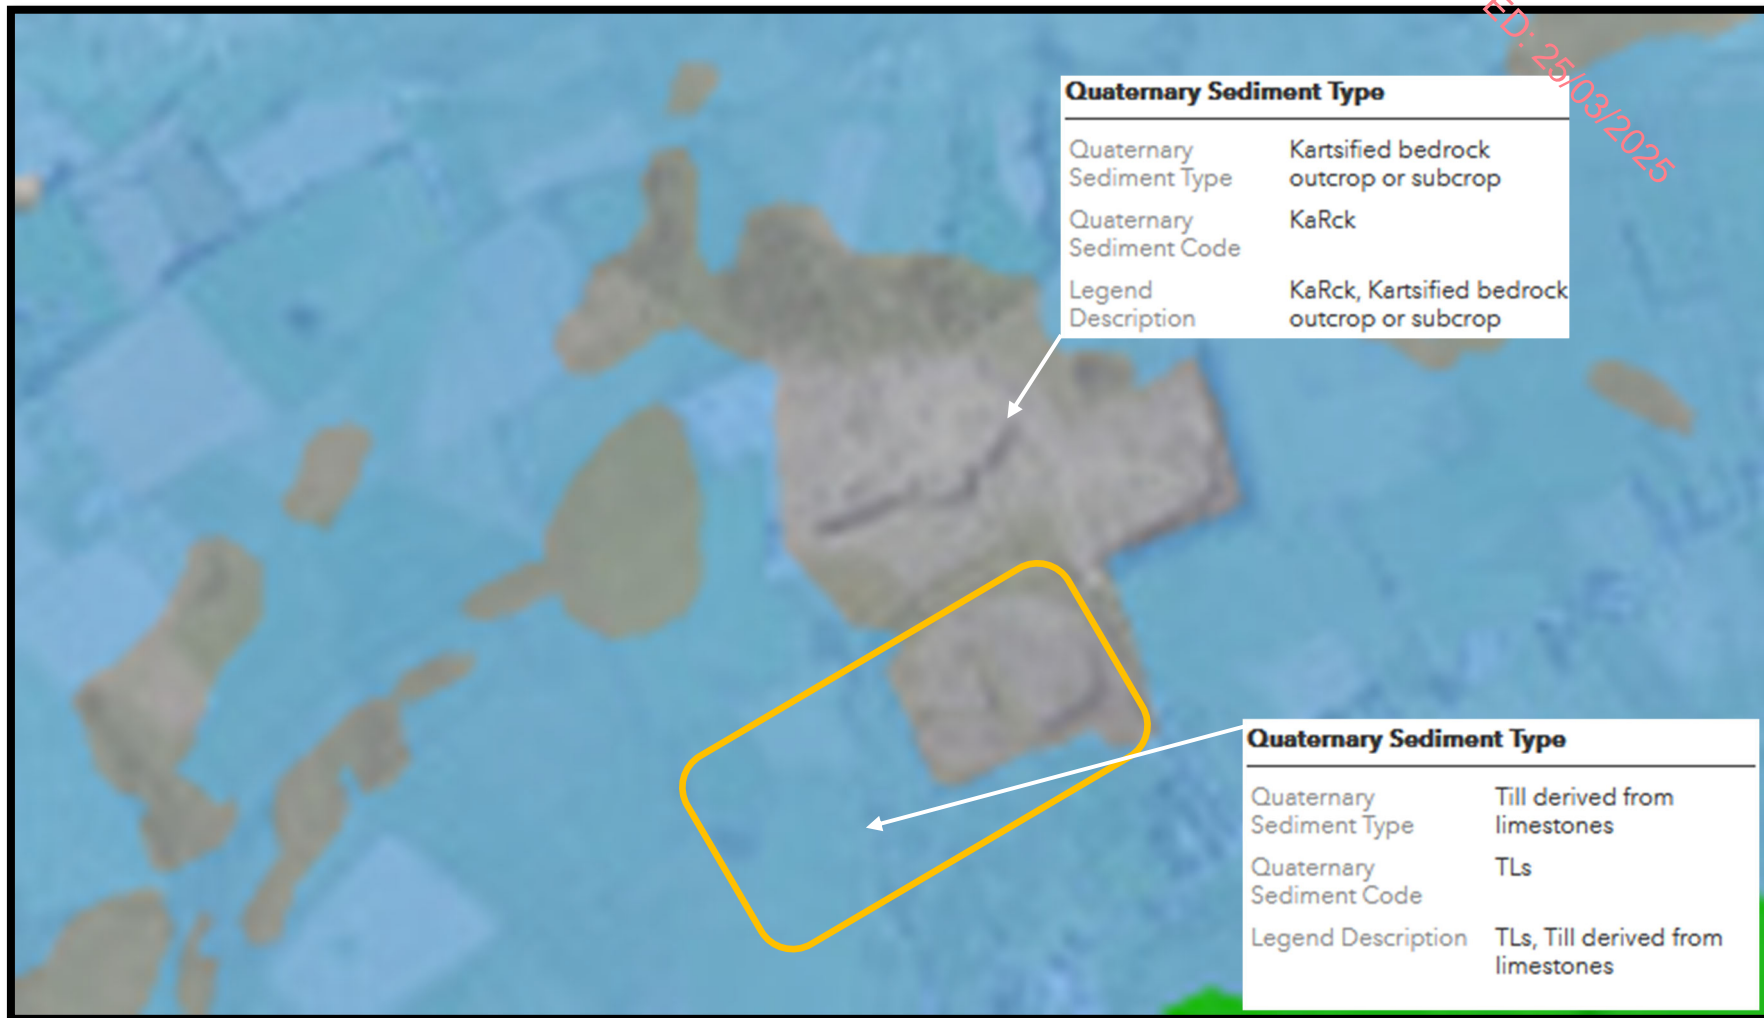 ED: 25/03/2025
Quaternary Sediment Type
Quaternary Sediment Type
Kartsified bedrock outcrop or subcrop
Quaternary Sediment Code
KaRck
Legend Description
KaRck, Kartsified bedrock outcrop or subcrop
Quaternary Sediment Type
Quaternary Sediment Type
Till derived from limestones
Quaternary Sediment Code
TLs
Legend Description
TLs, Till derived from limestones